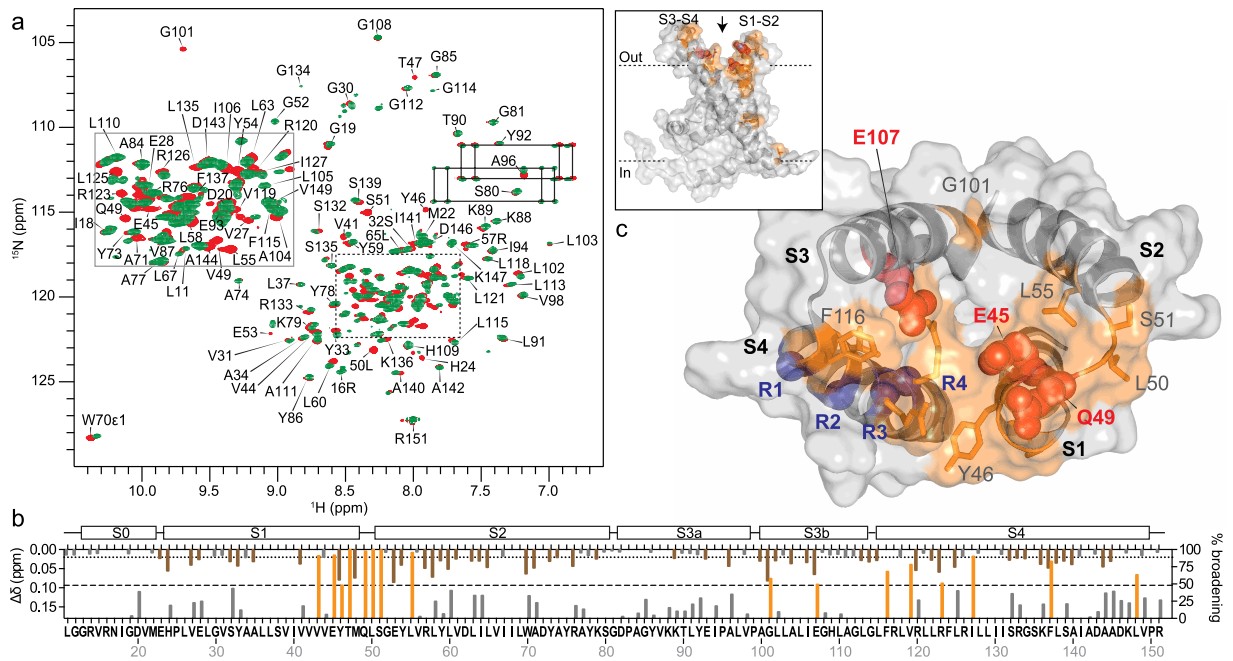 a
G101
G108
T47
G85
G114
G134
G30
G112
G52
G19
G81
T90
Y92
A96
S80
L135
I106
L63
D143
Y54
R120
L110
A84
E28
R126
I127
L105
V149
L125
R123
Q49
R76
F137
D20
V119
I18
E45
E93
V27
F115
A104
Y73
A71
V87
L58
A144
L55
A77
L67
L11
V49
A74
S139
S51
S132
V41
Y46
M22
I141
32S
65L
D146
Y59
S135
K89
K88
57R
I94
L103
L118
K147
L102
L113
V98
L121
L37
Y78
R133
K79
E53
V31
A34
V44
A111
Y86
L60
16R
Y33
50L
K136
A140
H109
H24
A142
L115
L91
W70ε1
R151
105
110
115
120
125
15N (ppm)
10.0 9.5 9.0 8.5 8.0 7.5 7.0
1H (ppm)
S3-S4
S1-S2
Out
In
c
E107
G101
S3
S2
L55
S51
E45
F116
S4
R1
R2
R3
R4
L50
Q49
S1
Y46
b
S0 S1 S2 S3a S3b S4
Δδ (ppm)
0.00
0.05
0.10
0.15
100
75
50
25
0
% broadening
LGGRVRNIGDVMEHPLVELGVSYAALLSVIVVVVEYTMQLSGEYLVRLYLVDLILVIILWADYAYRAYKSGDPAGYVKKTLYEIPALVPAGLLALIEGHLAGLGLFRLVRLLRFLRILLIISRGSKFLSAIADAADKLVPR
20 30 40 50 60 70 80 90 100 110 120 130 140 150